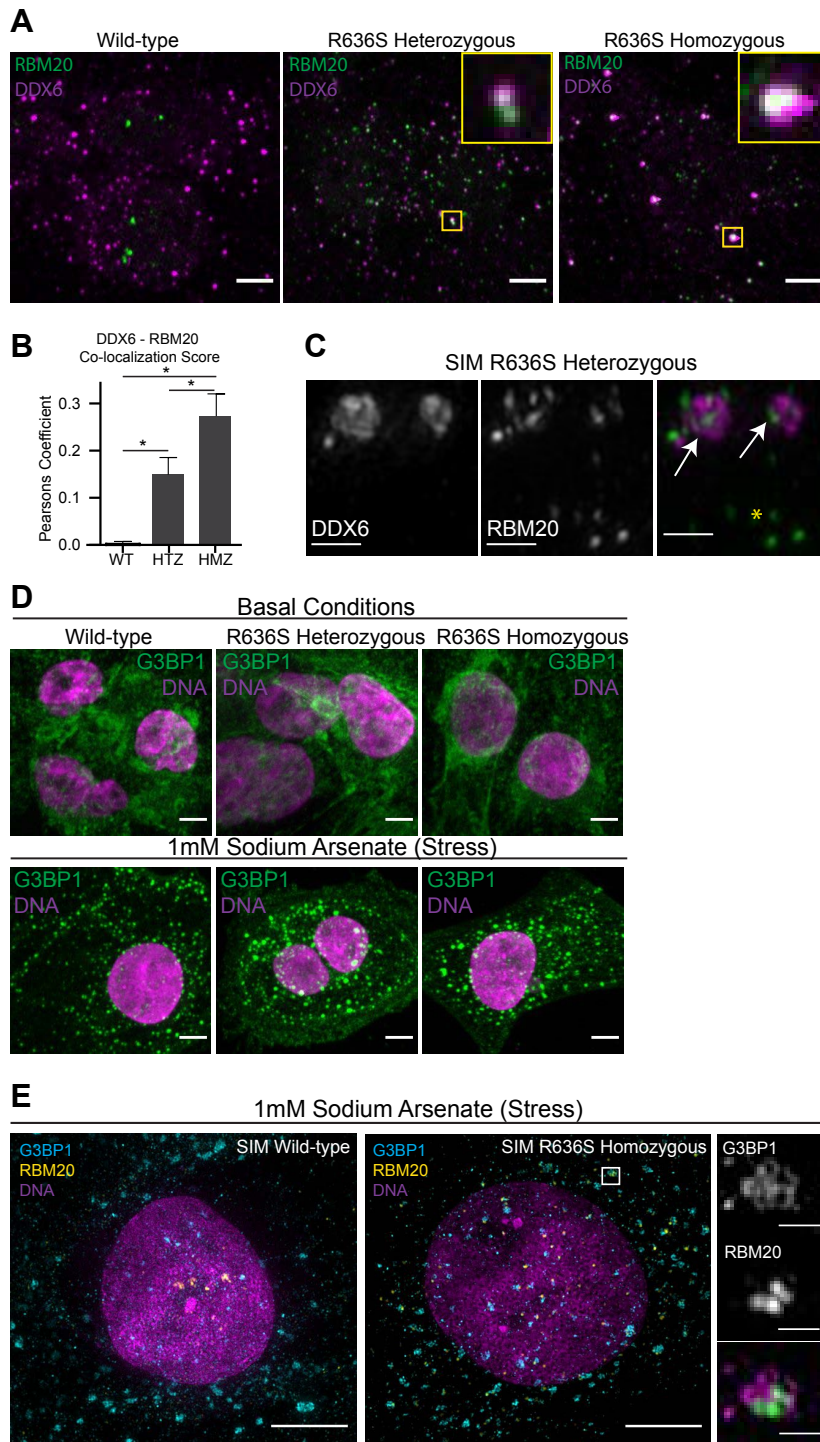 A
Wild-type
R636S Heterozygous
R636S Homozygous
RBM20
DDX6
RBM20
DDX6
RBM20
DDX6
B
DDX6 - RBM20
Co-localization Score
Pearsons Coefficient
0.3
0.2
0.1
0.0
*
*
*
WT
HTZ
HMZ
C
SIM R636S Heterozygous
DDX6
RBM20
*
D
Basal Conditions
Wild-type
R636S Heterozygous
R636S Homozygous
G3BP1
DNA
G3BP1
DNA
G3BP1
DNA
1mM Sodium Arsenate (Stress)
G3BP1
DNA
G3BP1
DNA
G3BP1
DNA
E
1mM Sodium Arsenate (Stress)
G3BP1
RBM20
DNA
SIM Wild-type
G3BP1
RBM20
DNA
SIM R636S Homozygous
G3BP1
RBM20